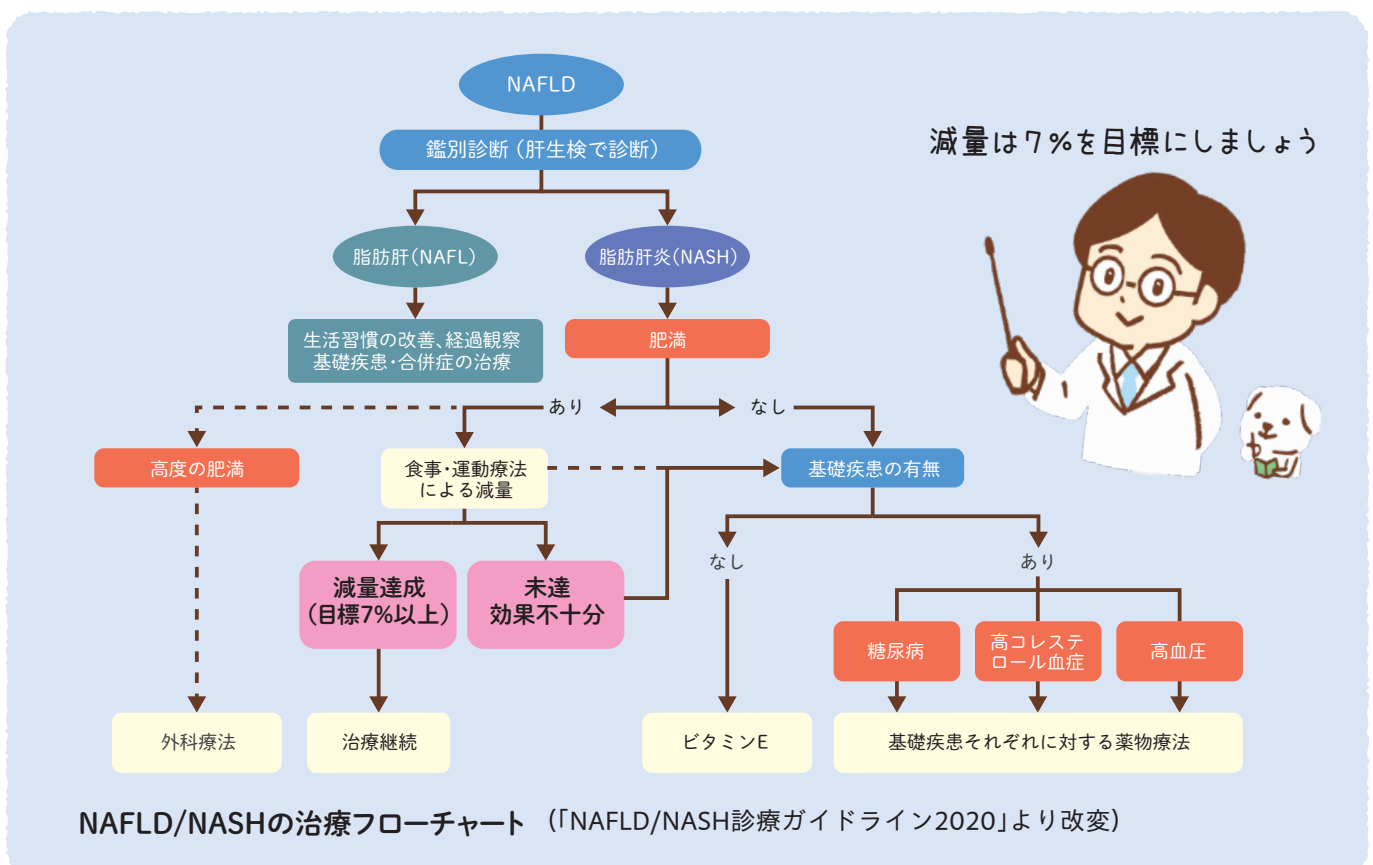 NAFLD
減量は7%を目標にしましょう
鑑別診断(肝生検で診断)
脂肪肝(NAFL)
脂肪肝炎(NASH)
生活習慣の改善、経過観察
基礎疾患・合併症の治療
肥満
あり
なし
高度の肥満
食事・運動療法
による減量
基礎疾患の有無
減量達成
(目標7%以上)
未達
効果不十分
なし
あり
糖尿病
高コレステ
ロール血症
高血圧
外科療法
治療継続
ビタミンE
基礎疾患それぞれに対する薬物療法
NAFLD/NASHの治療フローチャート (「NAFLD/NASH診療ガイドライン2020」より改変)